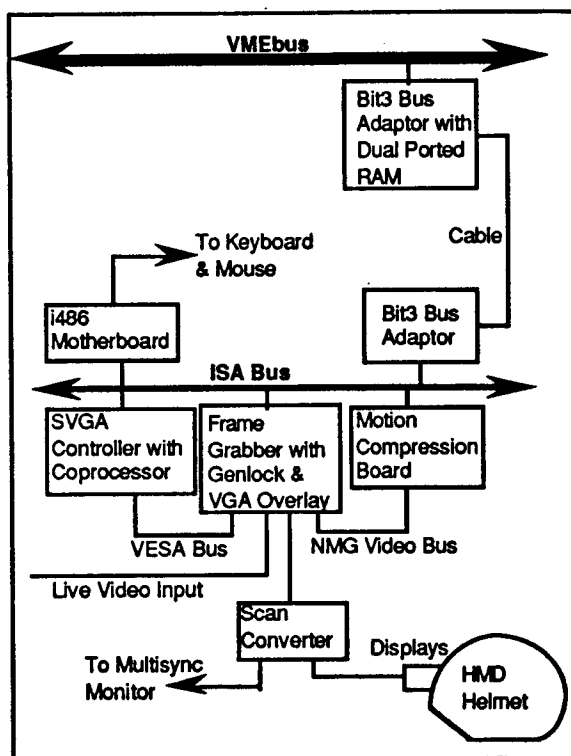 VMEbus
Bit3 Bus
Adaptor with
Dual Ported
RAM
Cable
To Keyboard
& Mouse
i486
Motherboard
Bit3 Bus
Adaptor
ISA Bus
SVGA
Controller with
Coprocessor
Frame
Grabber with
Genlock &
VGA Overlay
Motion
Compression
Board
VESA Bus
NMG Video Bus
Live Video Input
Scan
Converter
To Multisync
Monitor
Displays
HMD
Helmet